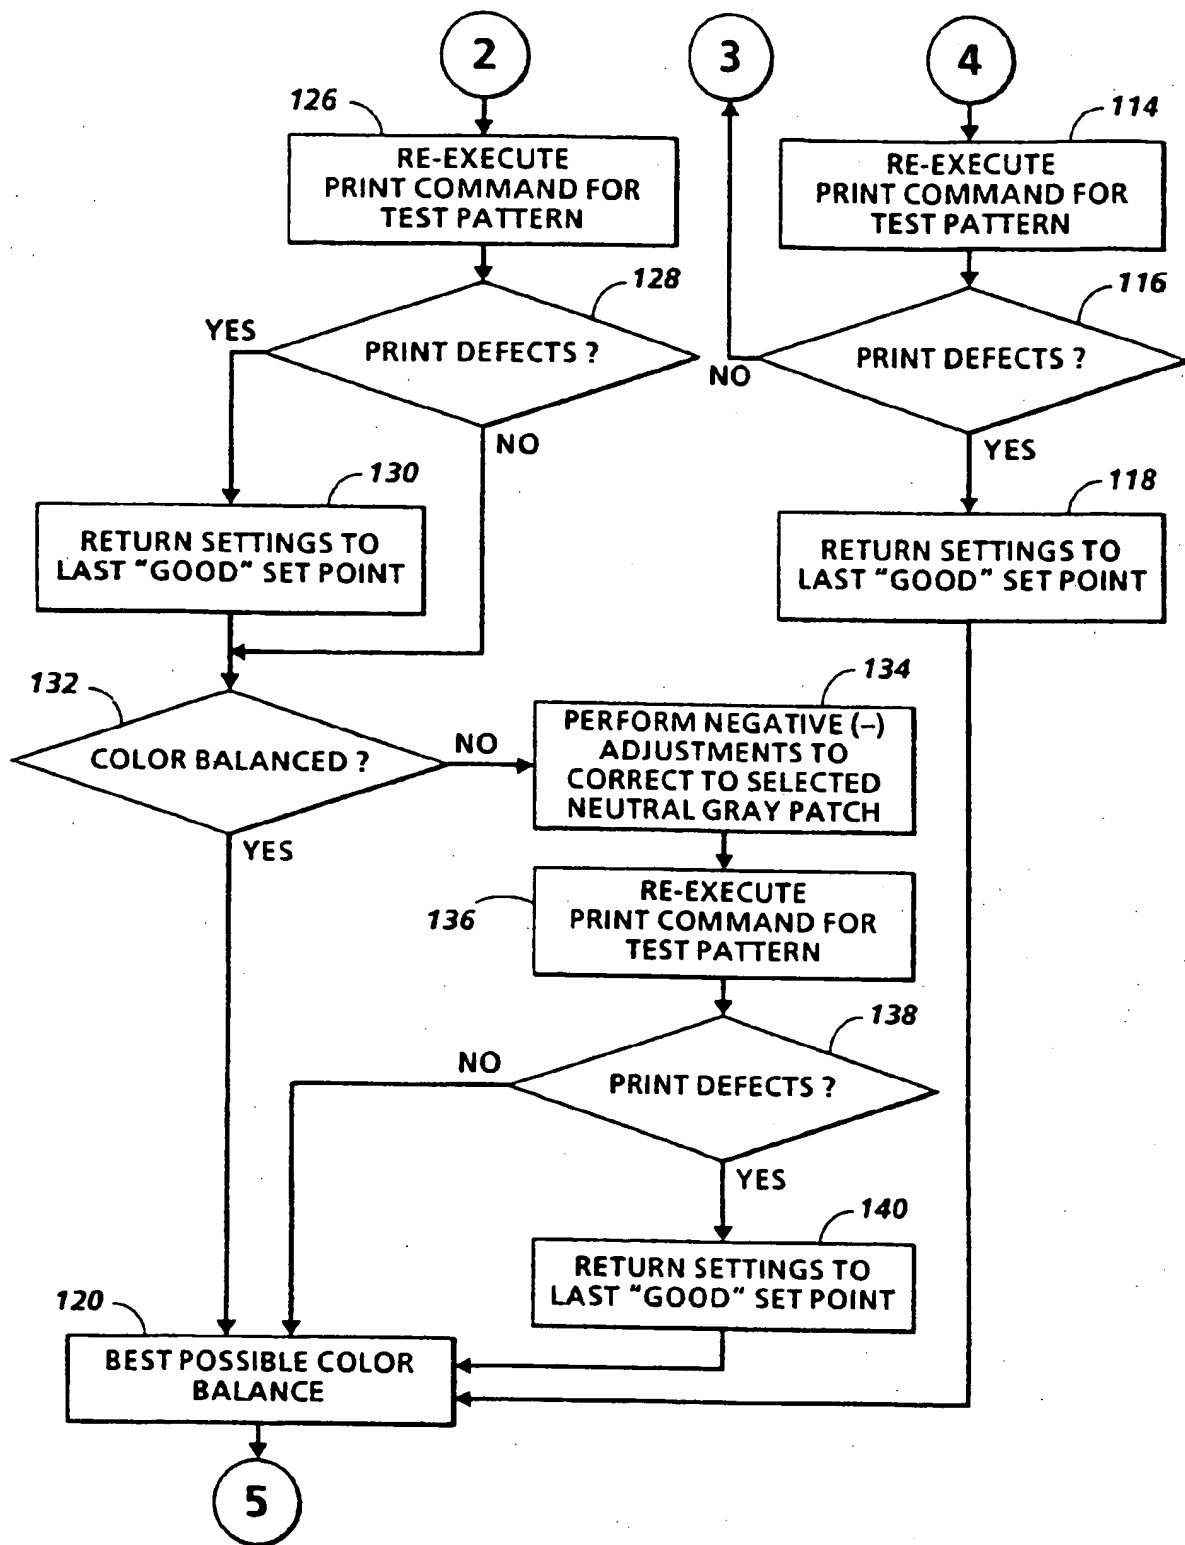 2
3
4
126
114
RE-EXECUTE
PRINT COMMAND FOR
TEST PATTERN
RE-EXECUTE
PRINT COMMAND FOR
TEST PATTERN
128
116
YES
PRINT DEFECTS ?
NO
PRINT DEFECTS ?
NO
YES
130
118
RETURN SETTINGS TO
LAST "GOOD" SET POINT
RETURN SETTINGS TO
LAST "GOOD" SET POINT
132
134
COLOR BALANCED ?
NO
PERFORM NEGATIVE (–)
ADJUSTMENTS TO
CORRECT TO SELECTED
NEUTRAL GRAY PATCH
YES
136
RE-EXECUTE
PRINT COMMAND FOR
TEST PATTERN
138
NO
PRINT DEFECTS ?
YES
140
RETURN SETTINGS TO
LAST "GOOD" SET POINT
120
BEST POSSIBLE COLOR
BALANCE
5